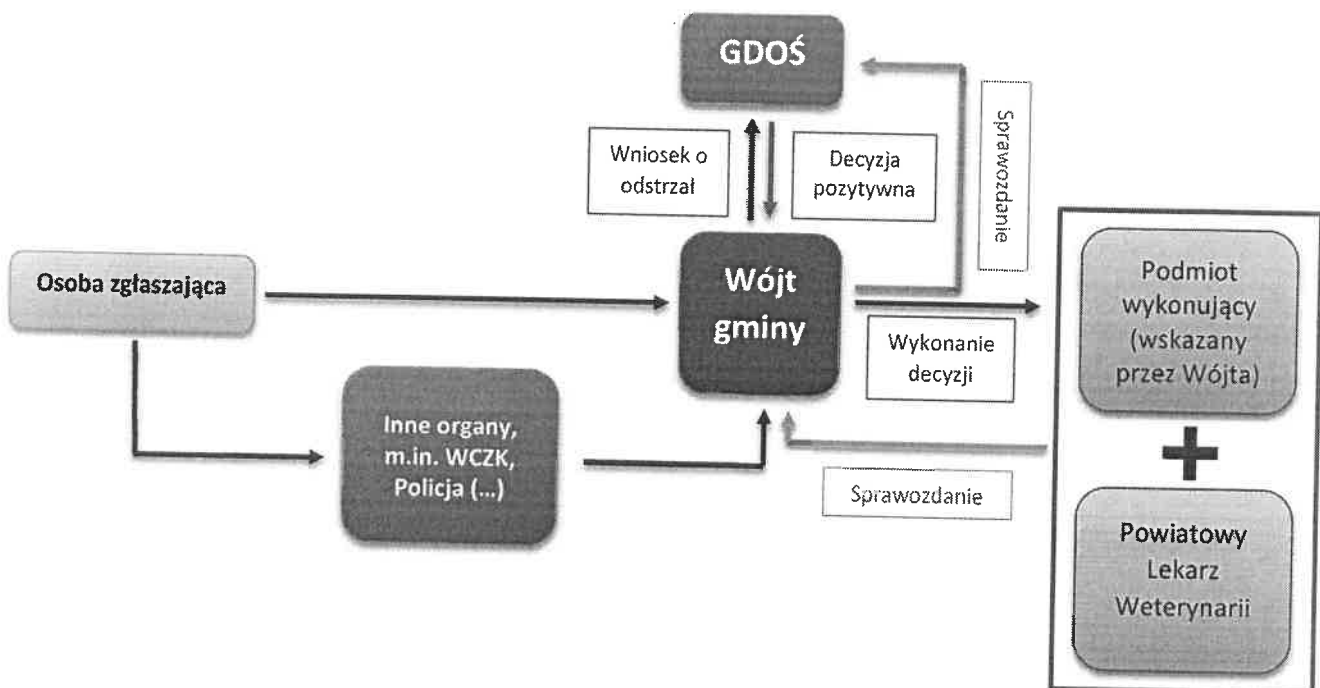 GDOŚ
Sprawozdanie
Wniosek o
odstrzał
Decyzja
pozytywna
Osoba zgłaszająca
Wójt
gminy
Podmiot
wykonujący
(wskazany
przez Wójta)
Wykonanie
decyzji
Inne organy,
m.in. WCZK,
Policja (...)
Sprawozdanie
Powiatowy
Lekarz
Weterynarii